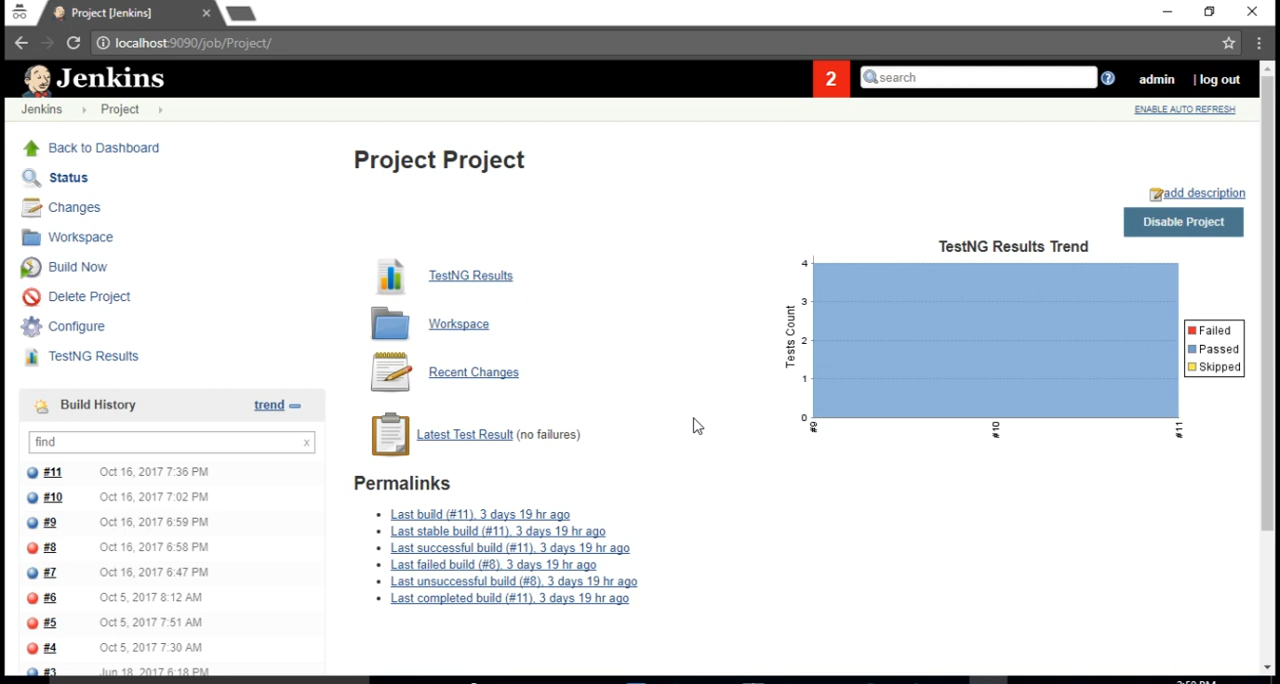 Project [Jenkins]
localhost:9090/job/Project/
Jenkins
2
search
admin
| log out
Jenkins
Project
ENABLE AUTO REFRESH
Back to Dashboard
Status
Changes
Workspace
Build Now
Delete Project
Configure
TestNG Results
Build History
trend
find
x
#11 Oct 16, 2017 7:36 PM
#10 Oct 16, 2017 7:02 PM
#9 Oct 16, 2017 6:59 PM
#8 Oct 16, 2017 6:58 PM
#7 Oct 16, 2017 6:47 PM
#6 Oct 5, 2017 8:12 AM
#5 Oct 5, 2017 7:51 AM
#4 Oct 5, 2017 7:30 AM
#3 Jun 18, 2017 6:18 PM
Project Project
add description
Disable Project
TestNG Results
Workspace
Recent Changes
Latest Test Result (no failures)
TestNG Results Trend
Tests Count
4
3
2
1
0
#9
#10
#11
Failed
Passed
Skipped
Permalinks
Last build (#11), 3 days 19 hr ago
Last stable build (#11), 3 days 19 hr ago
Last successful build (#11), 3 days 19 hr ago
Last failed build (#8), 3 days 19 hr ago
Last unsuccessful build (#8), 3 days 19 hr ago
Last completed build (#11), 3 days 19 hr ago